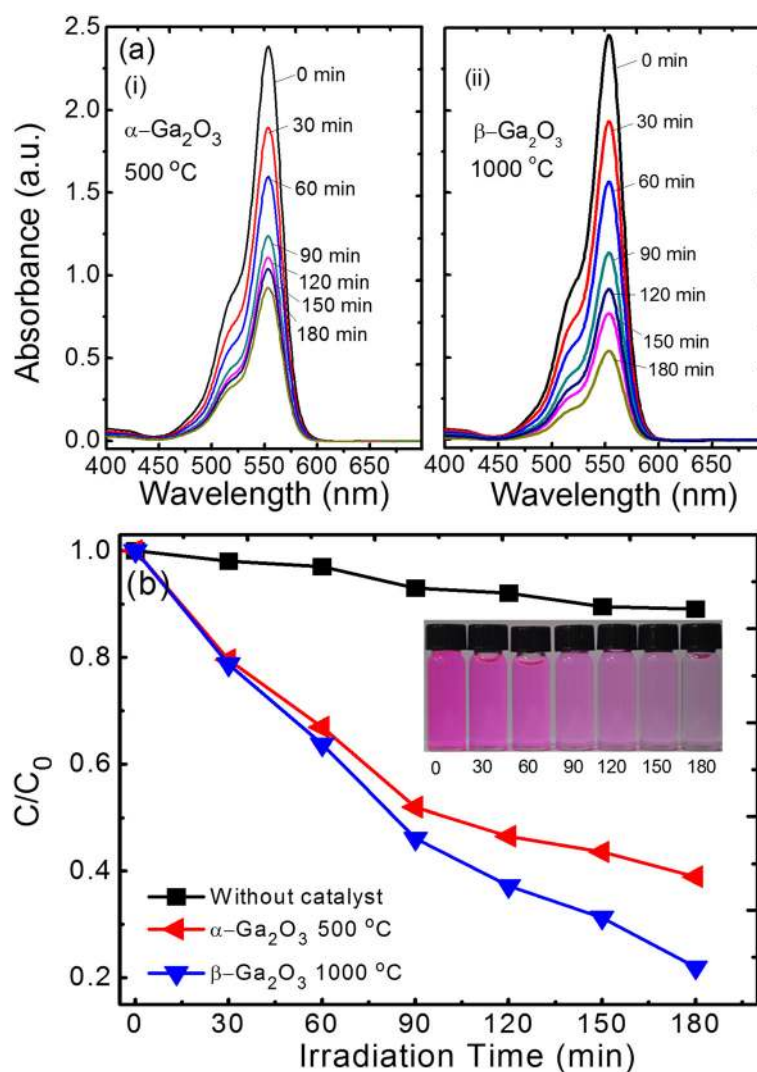 (a)
(i)
α–Ga₂O₃
500 °C
0 min
30 min
60 min
90 min
120 min
150 min
180 min
Absorbance (a.u.)
2.5
2.0
1.5
1.0
0.5
0.0
400 450 500 550 600 650
Wavelength (nm)
(ii)
β–Ga₂O₃
1000 °C
0 min
30 min
60 min
90 min
120 min
150 min
180 min
400 450 500 550 600 650
Wavelength (nm)
(b)
C/C₀
1.0
0.8
0.6
0.4
0.2
0 30 60 90 120 150 180
Without catalyst
α–Ga₂O₃ 500 °C
β–Ga₂O₃ 1000 °C
0 30 60 90 120 150 180
Irradiation Time (min)